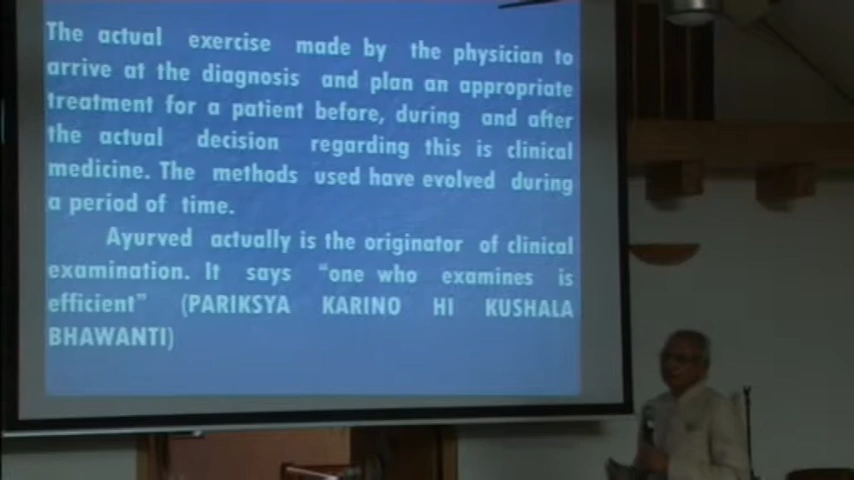 The actual exercise made by the physician to
arrive at the diagnosis and plan an appropriate
treatment for a patient before, during and after
the actual decision regarding this is clinical
medicine. The methods used have evolved during
a period of time.
Ayurved actually is the originator of clinical
examination. It says "one who examines is
efficient" (PARIKSYA KARINO HI KUSHALA
BHAWANTI)